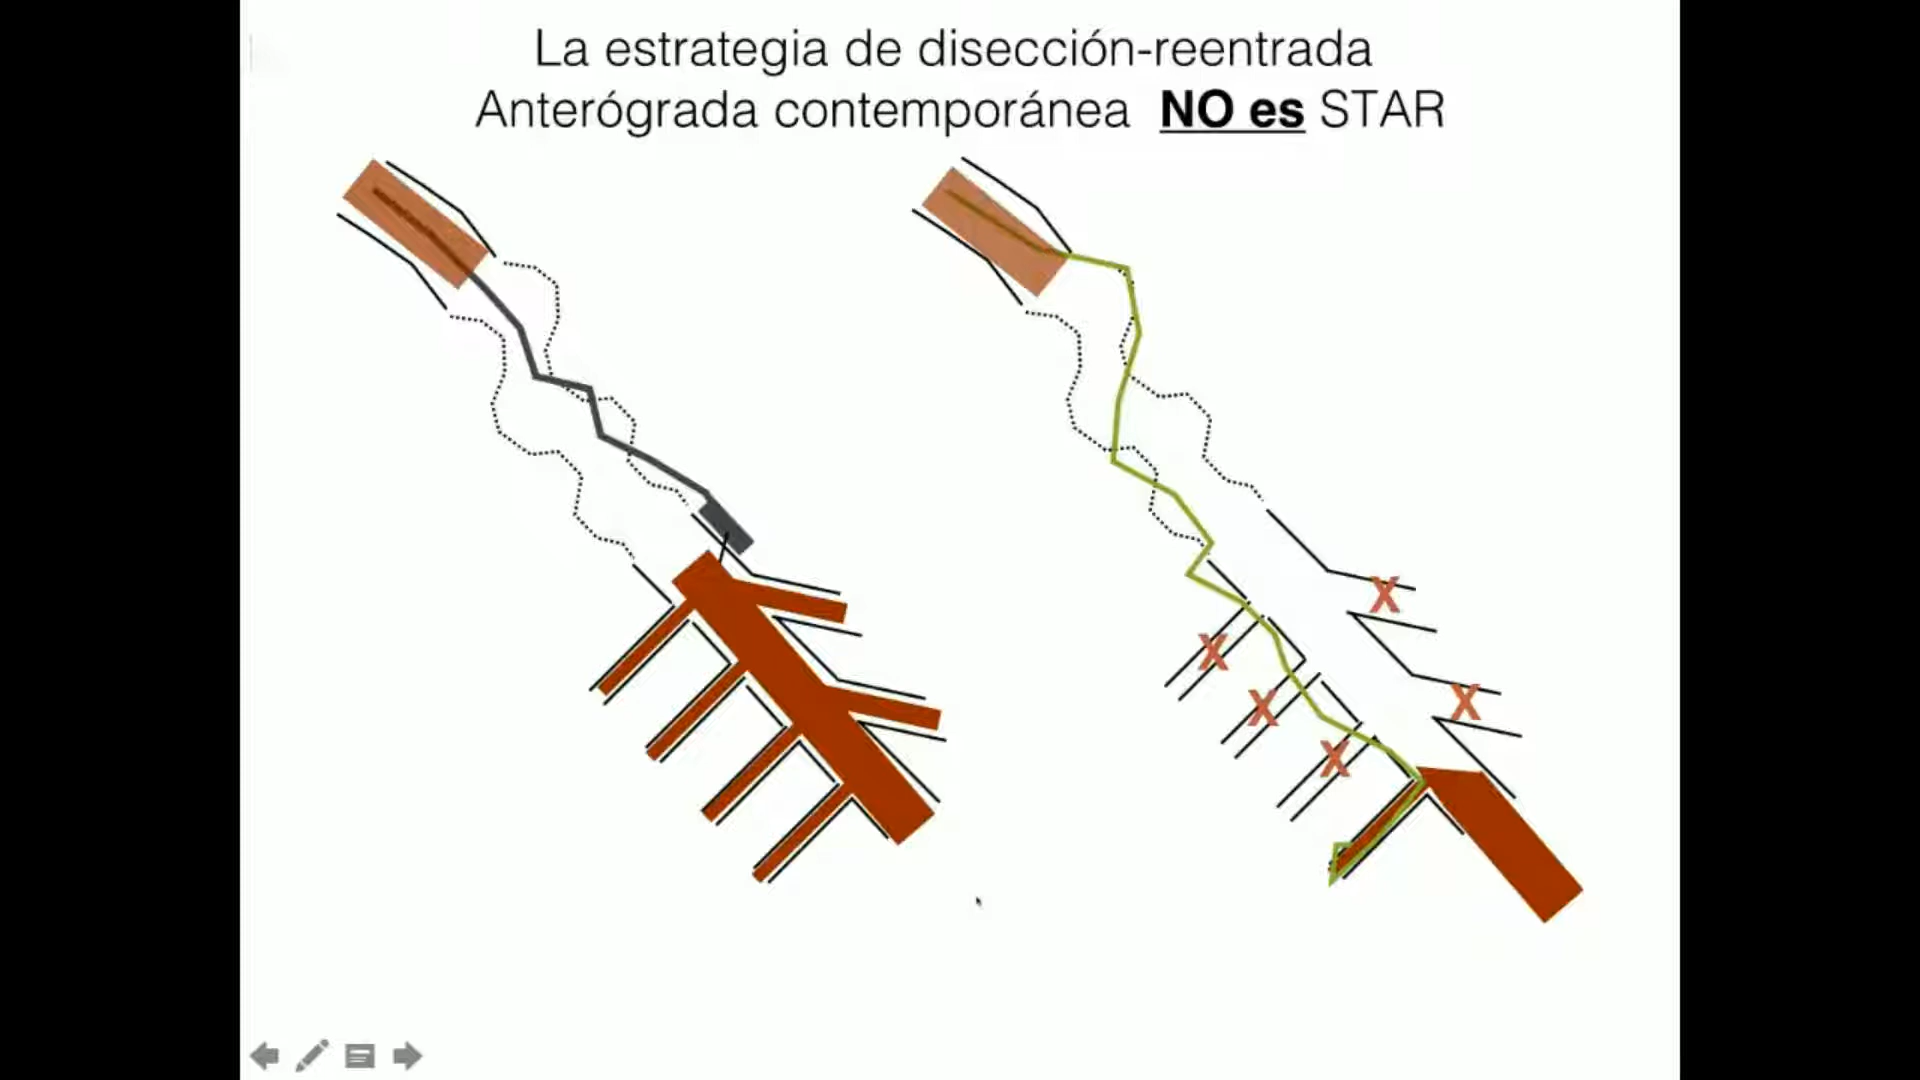 La estrategia de disección-reentrada
Anterógrada contemporánea NO es STAR
X
X
X
X
X